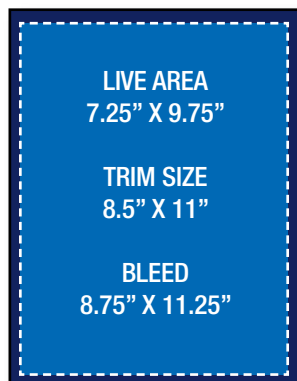 LIVE AREA
7.25” X 9.75”
TRIM SIZE
8.5” X 11”
BLEED
8.75” X 11.25”